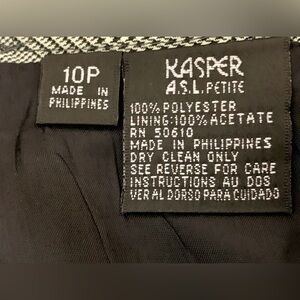 10P
MADE IN
PHILIPPINES
KASPER
A.S.L. PETITE
100% POLYESTER
LINING: 100% ACETATE
RN 50610
MADE IN PHILIPPINES
DRY CLEAN ONLY
SEE REVERSE FOR CARE
INSTRUCTIONS AU DOS
VER AL DORSO PARA CUIDADO